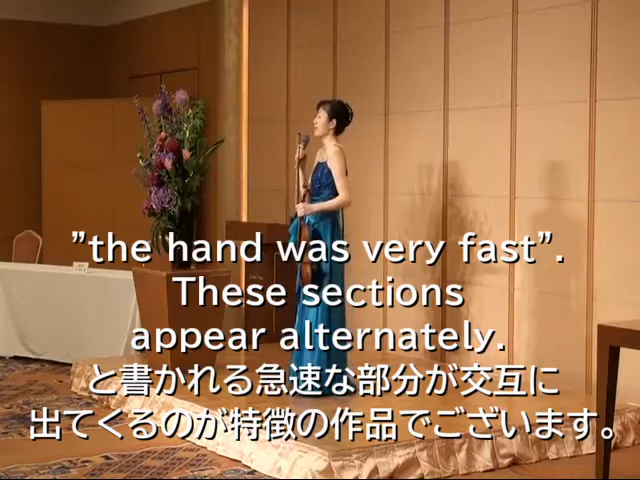 ”the hand was very fast”.
These sections
appear alternately.
と書かれる急速な部分が交互に
出てくるのが特徴の作品でございます。